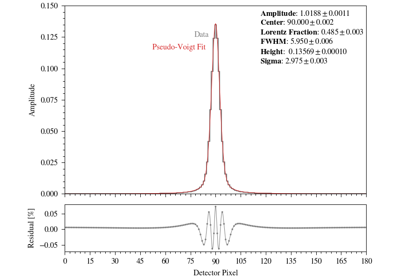 0.150
0.125
0.100
0.075
0.050
0.025
0.000
Amplitude
Data
Pseudo-Voigt Fit
Amplitude: 1.0188±0.0011
Center: 90.000±0.002
Lorentz Fraction: 0.485±0.003
FWHM: 5.950±0.006
Height: 0.13569±0.00010
Sigma: 2.975±0.003
0.05
0.00
−0.05
Residual [%]
0 15 30 45 60 75 90 105 120 135 150 165 180
Detector Pixel